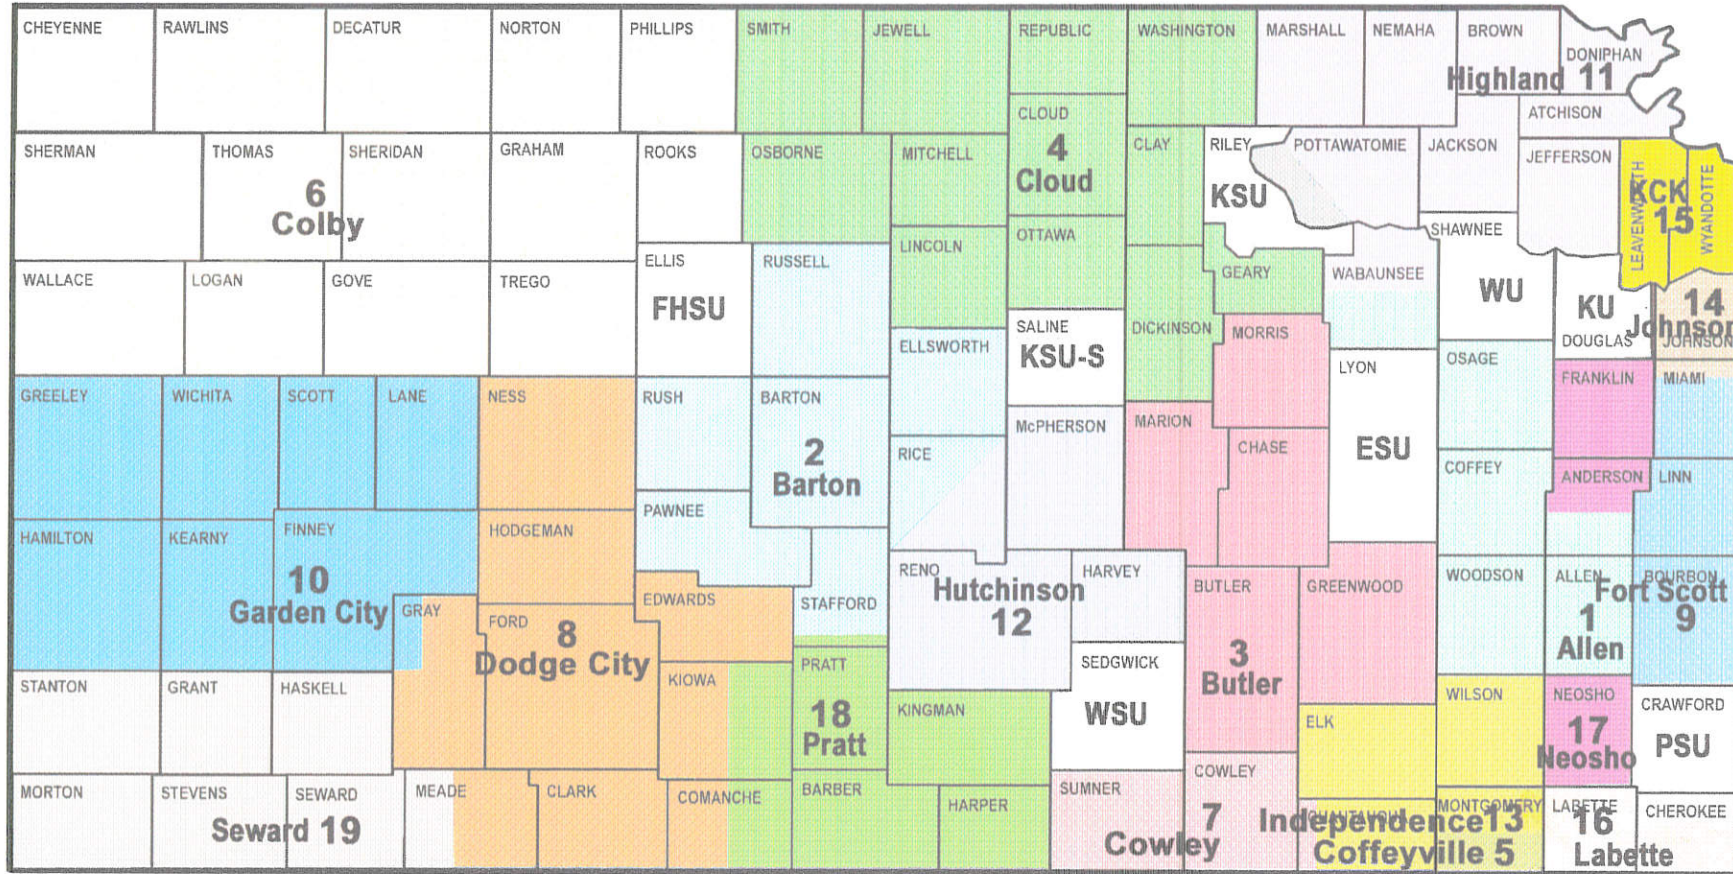 CHEYENNE RAWLINS DECATUR NORTON PHILLIPS SMITH JEWELL REPUBLIC WASHINGTON MARSHALL NEMAHA BROWN
DONIPHAN
Highland 11
ATCHISON
CLOUD
4
Cloud
SHERMAN THOMAS SHERIDAN GRAHAM ROOKS OSBORNE MITCHELL CLAY RILEY POTTAWATOMIE JACKSON JEFFERSON
KSU
LEAVENWORTH
KCK
15
WYANDOTTE
6
Colby
LINCOLN OTTAWA SHAWNEE
WU
WALLACE LOGAN GOVE TREGO ELLIS RUSSELL GEARY WABAUNSEE
FHSU
KU
DOUGLAS
14
Johnson
JOHNSON
SALINE
KSU-S
DICKINSON MORRIS
ELLSWORTH
LYON
ESU
OSAGE
FRANKLIN MIAMI
GREELEY WICHITA SCOTT LANE NESS RUSH BARTON
2
Barton
McPHERSON MARION
CHASE
RICE
COFFEY ANDERSON LINN
PAWNEE
HAMILTON KEARNY FINNEY HODGEMAN
10
Garden City
RENO
Hutchinson
12
HARVEY
BUTLER GREENWOOD WOODSON ALLEN BOURBON
Fort Scott
9
1
Allen
EDWARDS STAFFORD
GRAY FORD
8
Dodge City
3
Butler
SEDGWICK
WSU
PRATT
18
Pratt
KIOWA
STANTON GRANT HASKELL
KINGMAN
ELK WILSON NEOSHO
17
Neosho
CRAWFORD
PSU
COWLEY
7
Cowley
SUMNER
MORTON STEVENS SEWARD MEADE CLARK COMANCHE BARBER HARPER
Seward 19
CHAUTAUQUA MONTGOMERY
Independence 13
Coffeyville 5
LABETTE
16
Labette
CHEROKEE